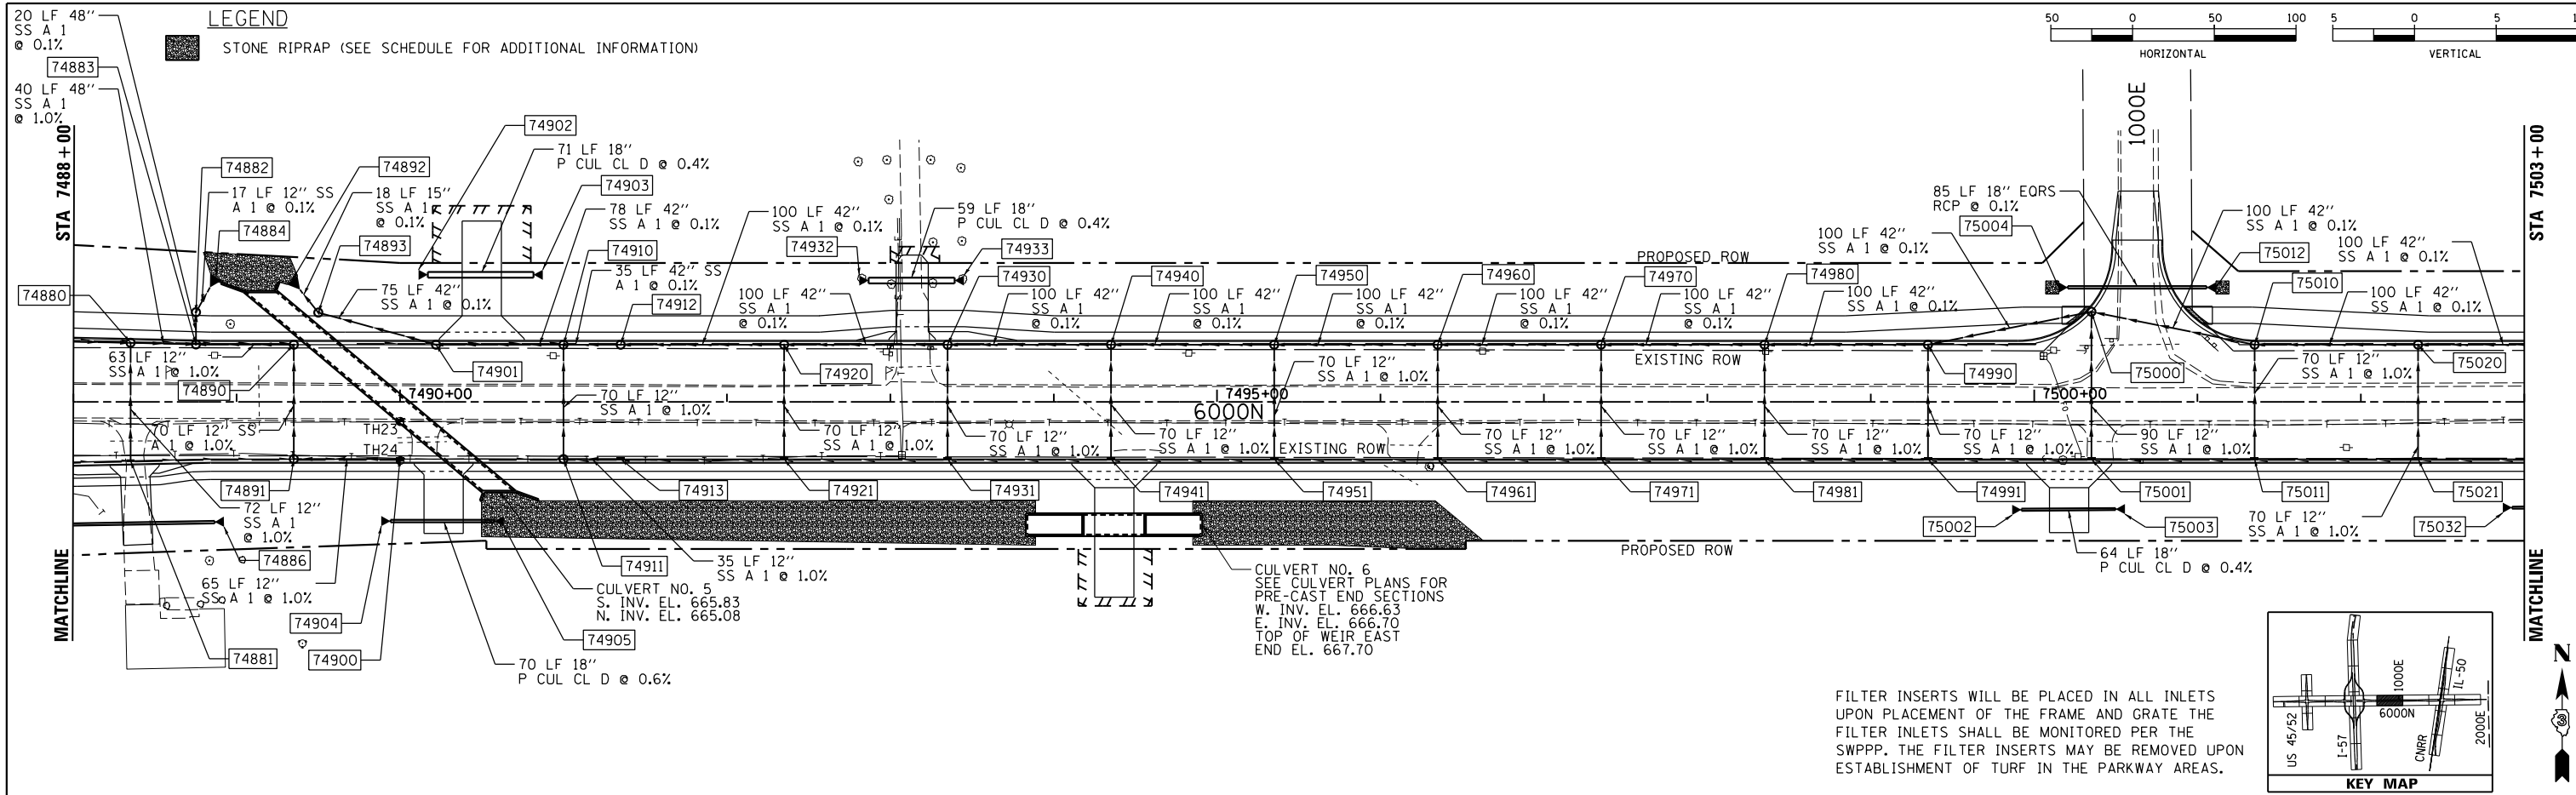 20 LF 48"
SS A 1
@ 0.1%
74883
40 LF 48"
SS A 1
@ 1.0%
LEGEND
STONE RIPRAP (SEE SCHEDULE FOR ADDITIONAL INFORMATION)
50 0 50 100
HORIZONTAL
5 0 5
VERTICAL
STA 7488+00
MATCHLINE
74882
17 LF 12" SS
A 1 @ 0.1%
74884
74892
18 LF 15"
SS A 1
@ 0.1%
74893
74902
71 LF 18"
P CUL CL D @ 0.4%
74903
78 LF 42"
SS A 1 @ 0.1%
74910
35 LF 42" SS
A 1 @ 0.1%
74912
75 LF 42"
SS A 1 @ 0.1%
100 LF 42"
SS A 1 @ 0.1%
74932
59 LF 18"
P CUL CL D @ 0.4%
74933
74930
100 LF 42"
SS A 1
@ 0.1%
100 LF 42"
SS A 1
@ 0.1%
74940
100 LF 42"
SS A 1
@ 0.1%
74950
100 LF 42"
SS A 1
@ 0.1%
74960
100 LF 42"
SS A 1
@ 0.1%
PROPOSED ROW
74970
100 LF 42"
SS A 1
@ 0.1%
74980
100 LF 42"
SS A 1 @ 0.1%
100 LF 42"
SS A 1 @ 0.1%
85 LF 18" EQRS
RCP @ 0.1%
75004
1000E
100 LF 42"
SS A 1 @ 0.1%
75012
100 LF 42"
SS A 1 @ 0.1%
75010
100 LF 42"
SS A 1 @ 0.1%
STA 7503+00
MATCHLINE
74880
63 LF 12"
SS A 1 @ 1.0%
74890
74901
74920
EXISTING ROW
74990
75000
70 LF 12"
SS A 1 @ 1.0%
75020
7490+00
7495+00
7500+00
6000N
70 LF 12"
SS A 1 @ 1.0%
70 LF 12"
SS A 1 @ 1.0%
TH23
TH24
70 LF 12" SS
A 1 @ 1.0%
70 LF 12"
SS A 1 @ 1.0%
70 LF 12"
SS A 1 @ 1.0%
70 LF 12"
SS A 1 @ 1.0%
EXISTING ROW
70 LF 12"
SS A 1 @ 1.0%
70 LF 12"
SS A 1 @ 1.0%
70 LF 12"
SS A 1 @ 1.0%
70 LF 12"
SS A 1 @ 1.0%
90 LF 12"
SS A 1 @ 1.0%
74891
74913
74921
74931
74941
74951
74961
74971
74981
74991
75001
75011
75021
72 LF 12"
SS A 1
@ 1.0%
74886
65 LF 12"
SS A 1 @ 1.0%
74904
74881
74900
74911
35 LF 12"
SS A 1 @ 1.0%
CULVERT NO. 5
S. INV. EL. 665.83
N. INV. EL. 665.08
74905
70 LF 18"
P CUL CL D @ 0.6%
CULVERT NO. 6
SEE CULVERT PLANS FOR
PRE-CAST END SECTIONS
W. INV. EL. 666.63
E. INV. EL. 666.70
TOP OF WEIR EAST
END EL. 667.70
PROPOSED ROW
75002
75003
70 LF 12"
SS A 1 @ 1.0%
75032
64 LF 18"
P CUL CL D @ 0.4%
FILTER INSERTS WILL BE PLACED IN ALL INLETS
UPON PLACEMENT OF THE FRAME AND GRATE THE
FILTER INLETS SHALL BE MONITORED PER THE
SWPPP. THE FILTER INSERTS MAY BE REMOVED UPON
ESTABLISHMENT OF TURF IN THE PARKWAY AREAS.
US 45/52
I-57
1000E
6000N
CNRR
IL-50
2000E
KEY MAP
N